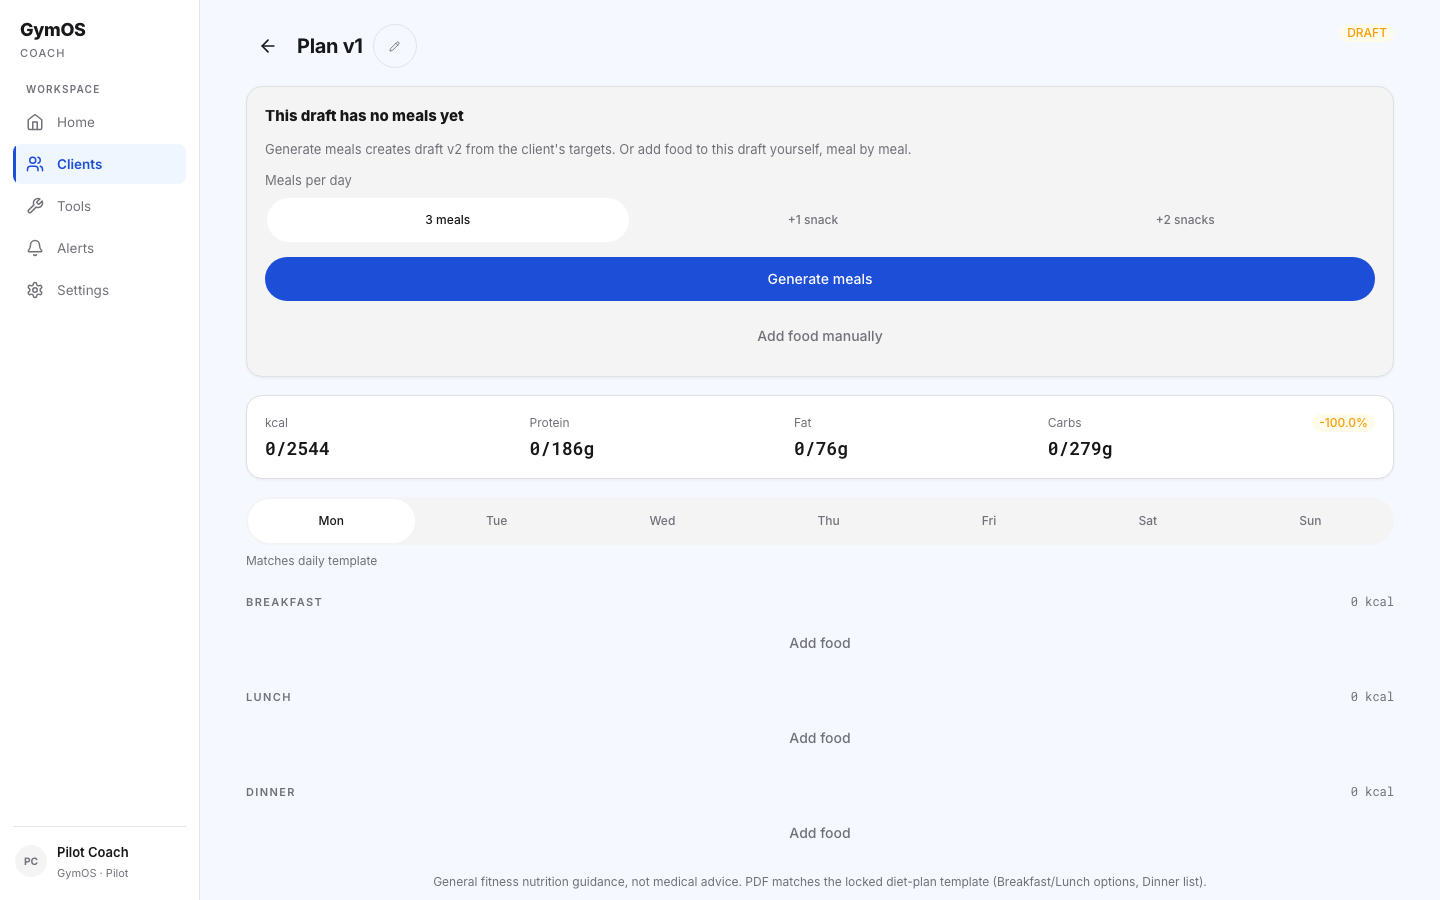 GymOS
COACH
WORKSPACE
Home
Clients
Tools
Alerts
Settings
Pilot Coach
PC
GymOS · Pilot
Plan v1
DRAFT
This draft has no meals yet
Generate meals creates draft v2 from the client's targets. Or add food to this draft yourself, meal by meal.
Meals per day
3 meals +1 snack +2 snacks
Generate meals
Add food manually
kcal Protein Fat Carbs -100.0%
0/2544 0/186g 0/76g 0/279g
Mon Tue Wed Thu Fri Sat Sun
Matches daily template
BREAKFAST 0 kcal
Add food
LUNCH 0 kcal
Add food
DINNER 0 kcal
Add food
General fitness nutrition guidance, not medical advice. PDF matches the locked diet-plan template (Breakfast/Lunch options, Dinner list).